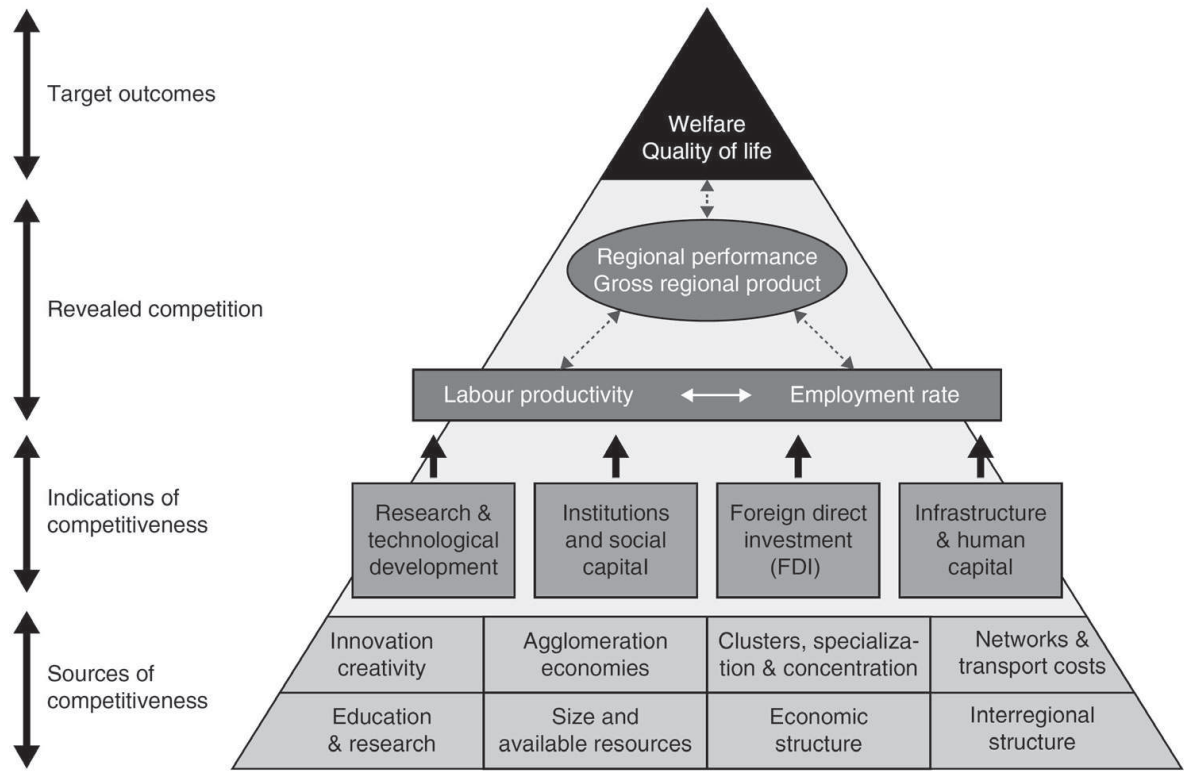 Target outcomes
Welfare
Quality of life
Revealed competition
Regional performance
Gross regional product
Labour productivity
Employment rate
Indications of
competitiveness
Research &
technological
development
Institutions
and social
capital
Foreign direct
investment
(FDI)
Infrastructure
& human
capital
Sources of
competitiveness
Innovation
creativity
Agglomeration
economies
Clusters, specializa-
tion & concentration
Networks &
transport costs
Education
& research
Size and
available resources
Economic
structure
Interregional
structure